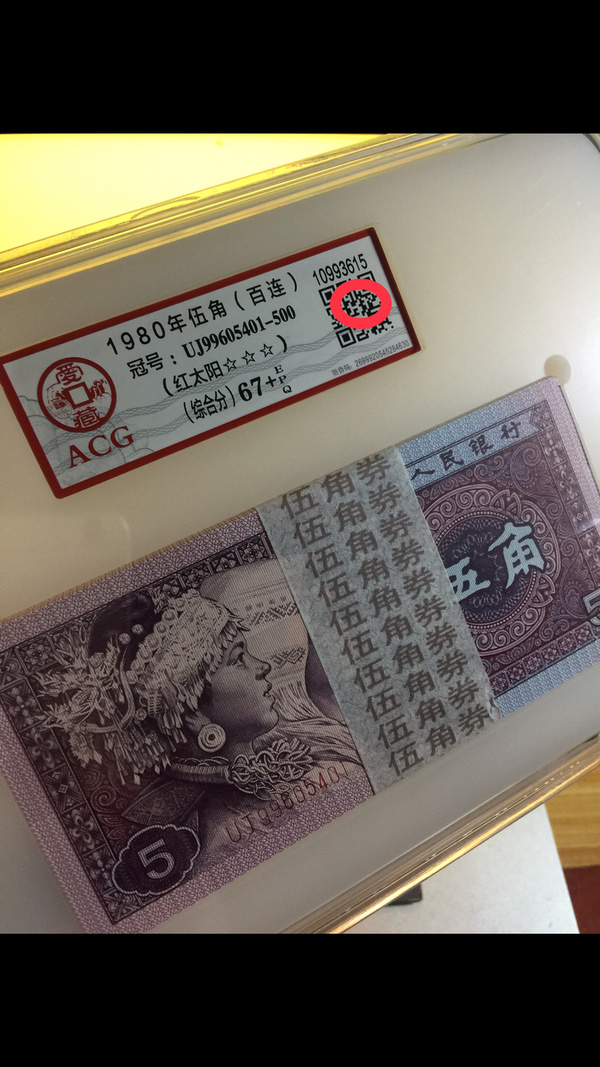 10993615
1980年伍角（百连）
冠号：UJ99605401-500
（红太阳☆☆☆）
（综合分）67+EPQ
爱藏
ACG
人民银行
伍角券
伍角券
伍角券
伍角券
伍角券
伍角券
伍角券
伍角券
伍角券
伍角
5
UJ99605401
5